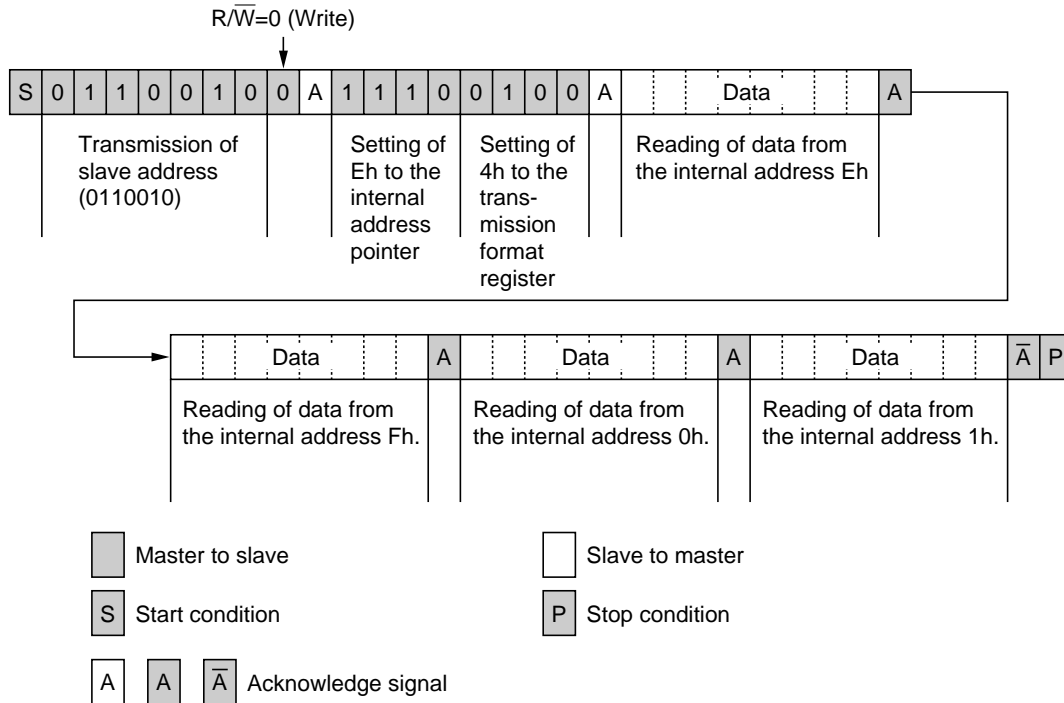 R/W̅=0 (Write)
S 0 1 1 0 0 1 0 0 A 1 1 1 0 0 1 0 0 A Data A
Transmission of
slave address
(0110010)
Setting of
Eh to the
internal
address
pointer
Setting of
4h to the
trans-
mission
format
register
Reading of data from
the internal address Eh
Data A Data A Data A̅ P
Reading of data from
the internal address Fh.
Reading of data from
the internal address 0h.
Reading of data from
the internal address 1h.
Master to slave
Slave to master
S Start condition
P Stop condition
A A A̅ Acknowledge signal